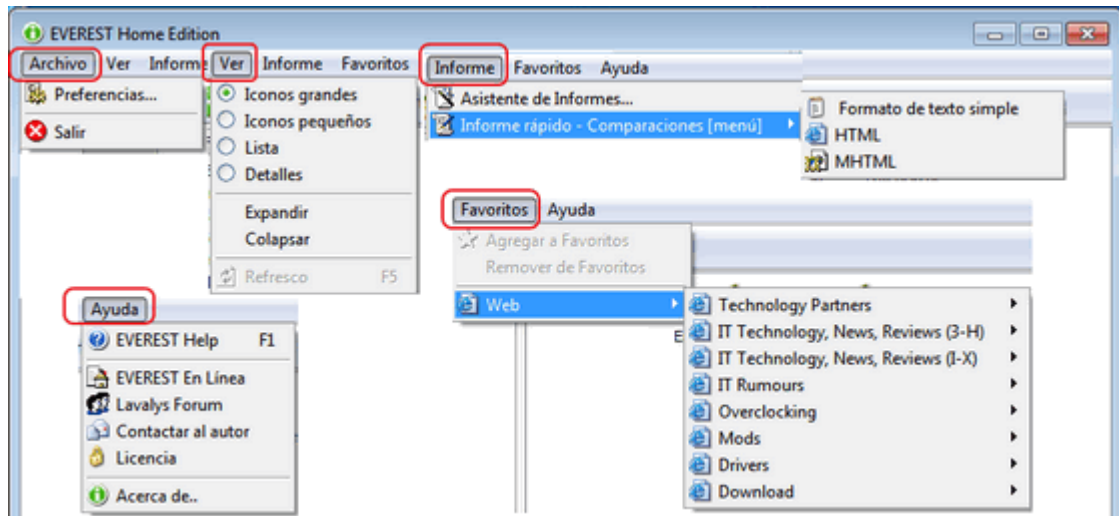 EVEREST Home Edition
Archivo Ver Informe
Preferencias...
Salir
Ver Informe Favoritos
Iconos grandes
Iconos pequeños
Lista
Detalles
Expandir
Colapsar
Refresco F5
Informe Favoritos Ayuda
Asistente de Informes...
Informe rápido - Comparaciones [menú]
Formato de texto simple
HTML
MHTML
Favoritos Ayuda
Agregar a Favoritos
Remover de Favoritos
Web
Technology Partners
IT Technology, News, Reviews (3-H)
IT Technology, News, Reviews (I-X)
IT Rumours
Overclocking
Mods
Drivers
Download
Ayuda
EVEREST Help F1
EVEREST En Línea
Lavalys Forum
Contactar al autor
Licencia
Acerca de..